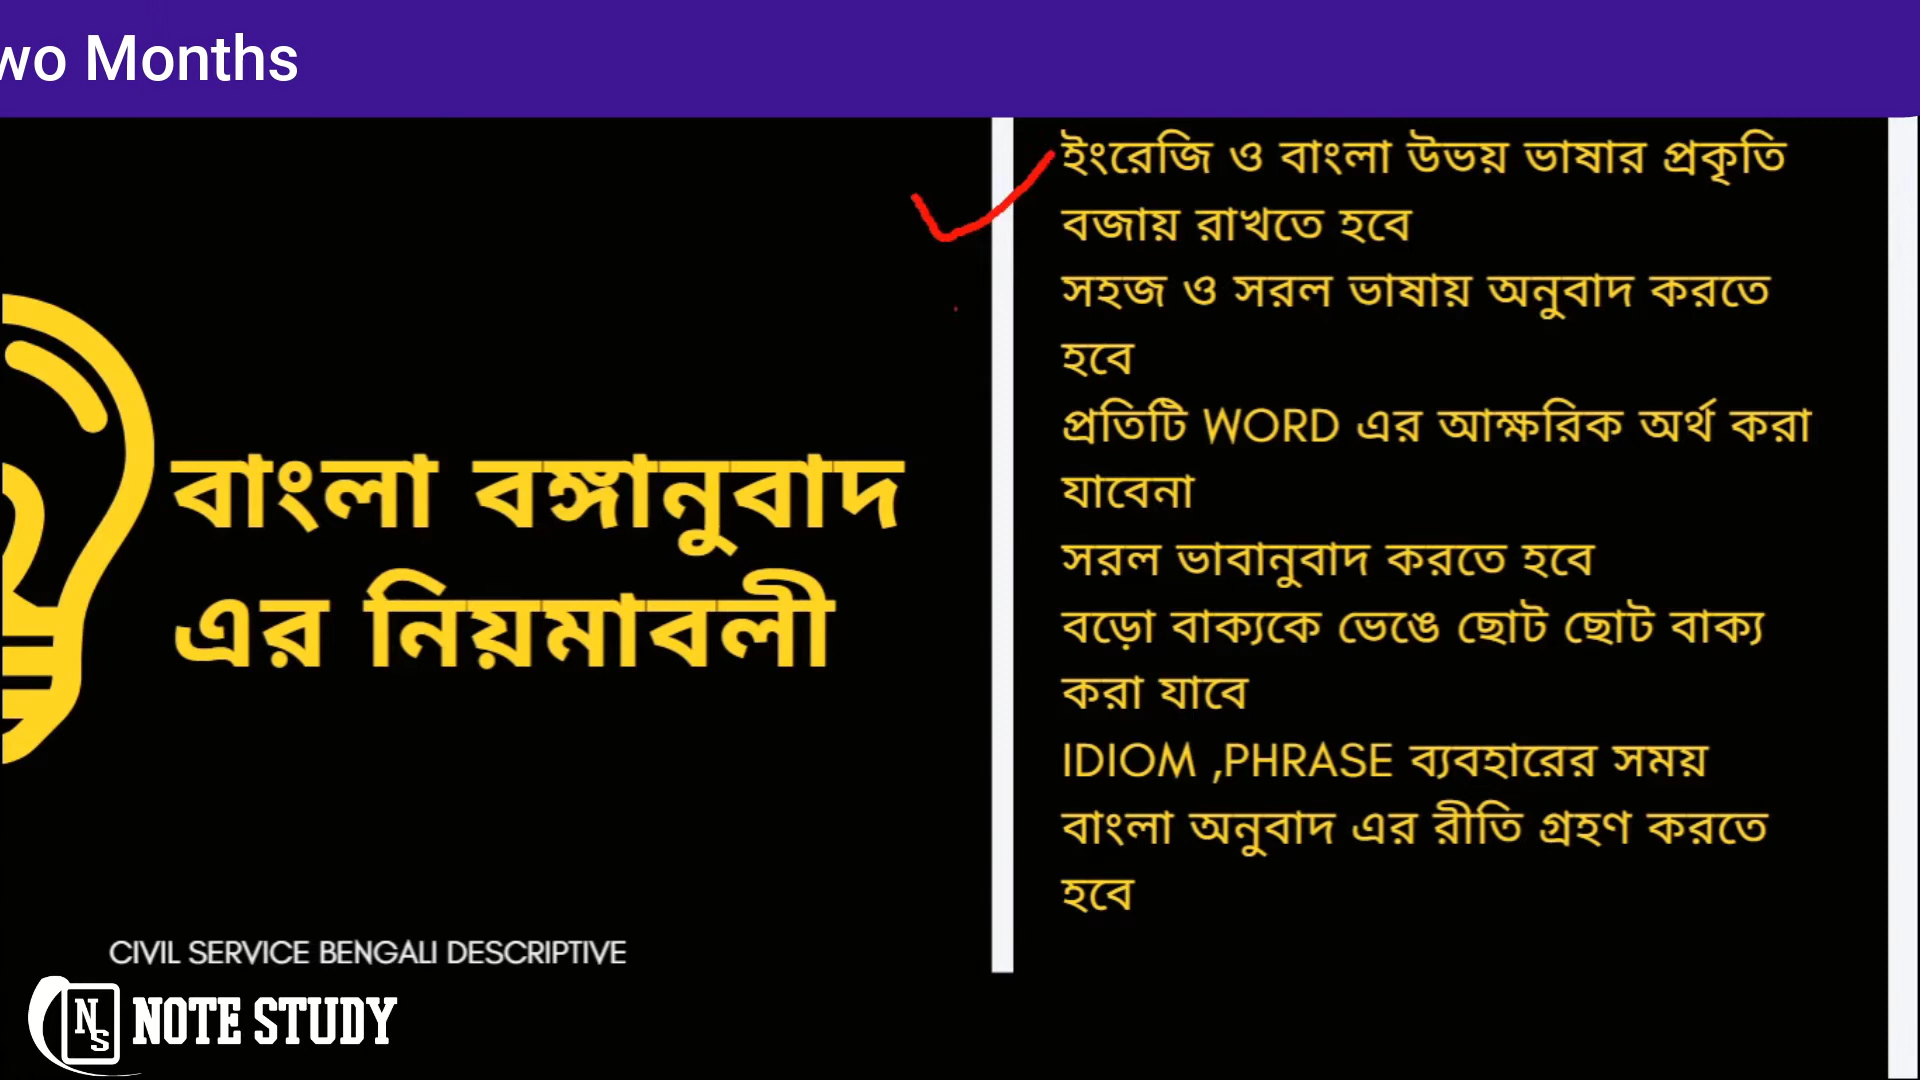 wo Months
ইংরেজি ও বাংলা উভয় ভাষার প্রকৃতি
বজায় রাখতে হবে
সহজ ও সরল ভাষায় অনুবাদ করতে
হবে
প্রতিটি WORD এর আক্ষরিক অর্থ করা
যাবেনা
সরল ভাবানুবাদ করতে হবে
বড়ো বাক্যকে ভেঙে ছোট ছোট বাক্য
করা যাবে
IDIOM ,PHRASE ব্যবহারের সময়
বাংলা অনুবাদ এর রীতি গ্রহণ করতে
হবে
বাংলা বঙ্গানুবাদ
এর নিয়মাবলী
CIVIL SERVICE BENGALI DESCRIPTIVE
NS NOTE STUDY